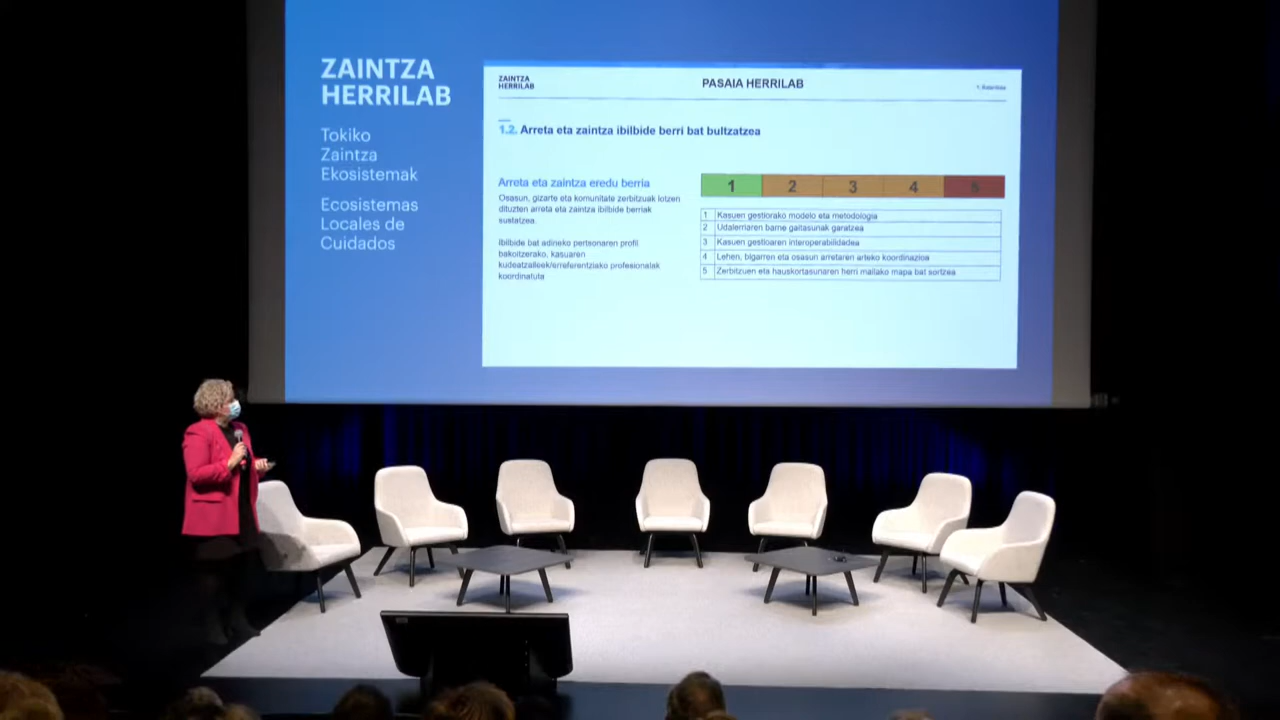 ZAINTZA
HERRILAB
Tokiko
Zaintza
Ekosistemak
Ecosistemas
Locales de
Cuidados
ZAINTZA
HERRILAB
PASAIA HERRILAB
1.2. Arreta eta zaintza ibilbide berri bat bultzatzea
Arreta eta zaintza eredu berria
Osasun, gizarte eta komunitate zerbitzuak lotzen
dituzten arreta eta zaintza ibilbide berriak
sustatzea.
Ibilbide bat adineko pertsonaren profil
bakoitzerako, kasuaren
kudeatzaileek/erreferentziako profesionalak
koordinatuta
1 2 3 4 5
1 Kasuen gestiorako modelo eta metodologia
2 Udalerriaren barne gaitasunak garatzea
3 Kasuen gestioaren interoperabilidadea
4 Lehen, bigarren eta osasun arretaren arteko koordinazioa
5 Zerbitzuen eta hauskortasunaren herri mailako mapa bat sortzea